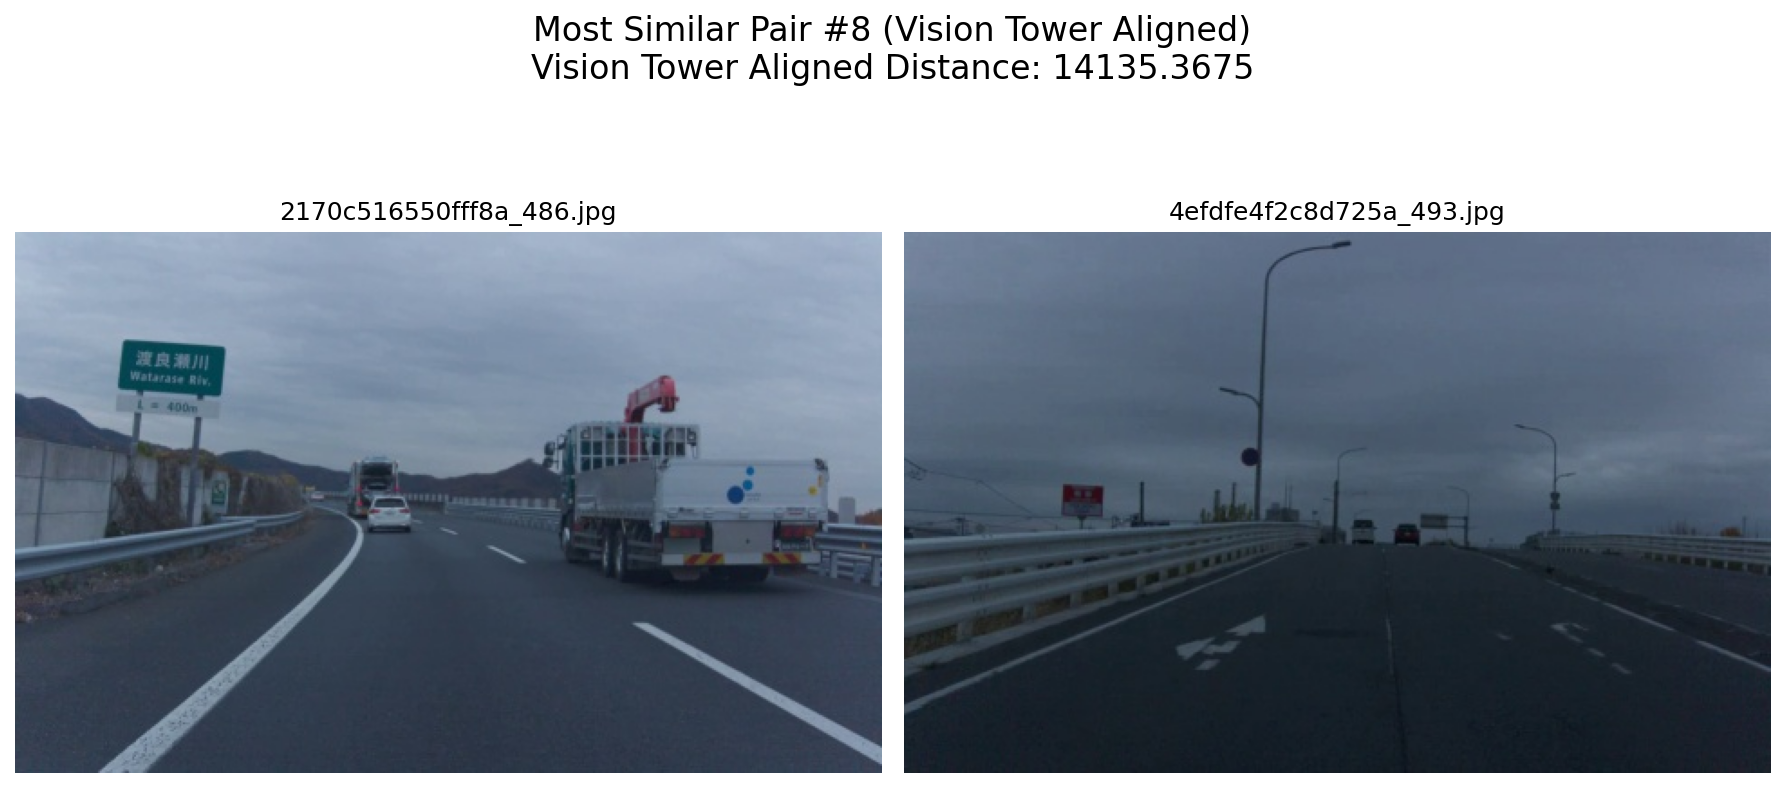 Most Similar Pair #8 (Vision Tower Aligned)
Vision Tower Aligned Distance: 14135.3675
2170c516550fff8a_486.jpg
4efdfe4f2c8d725a_493.jpg
渡良瀬川
Watarase Riv.
L = 400m